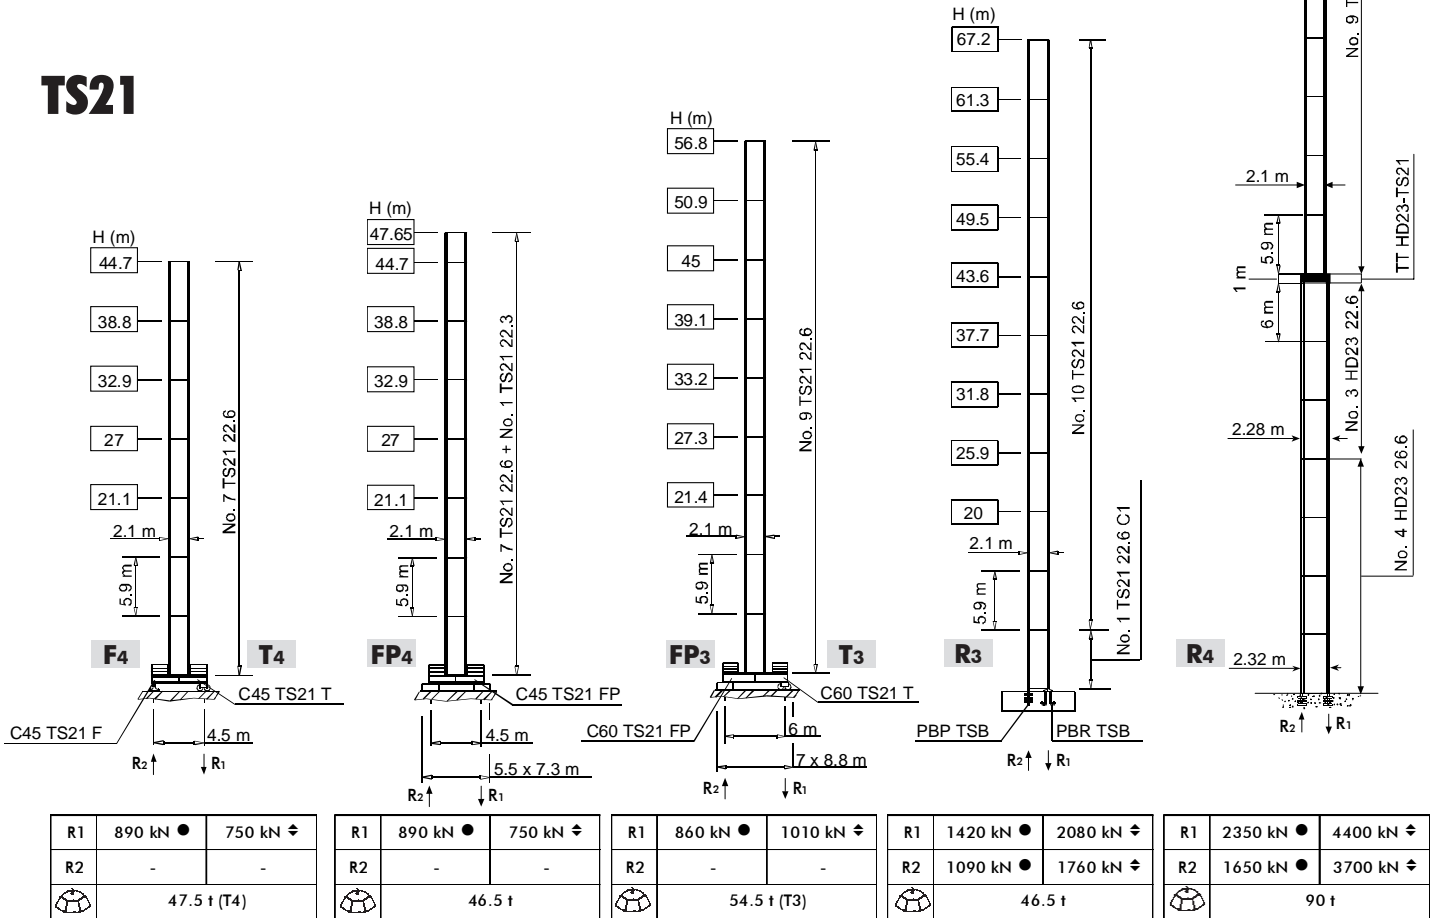 TS21
H (m)
44.7
38.8
32.9
27
21.1
2.1 m
5.9 m
No. 7 TS21 22.6
F4
T4
C45 TS21 T
C45 TS21 F
4.5 m
R2
R1
H (m)
47.65
44.7
38.8
32.9
27
21.1
2.1 m
5.9 m
No. 7 TS21 22.6 + No. 1 TS21 22.3
FP4
C45 TS21 FP
4.5 m
5.5 x 7.3 m
R2
R1
H (m)
56.8
50.9
45
39.1
33.2
27.3
21.4
2.1 m
5.9 m
No. 9 TS21 22.6
FP3
T3
C60 TS21 T
C60 TS21 FP
6 m
7 x 8.8 m
R2
R1
H (m)
67.2
61.3
55.4
49.5
43.6
37.7
31.8
25.9
20
2.1 m
5.9 m
No. 10 TS21 22.6
No. 1 TS21 22.6 C1
R3
PBP TSB
PBR TSB
R2
R1
No. 9 T
2.1 m
5.9 m
1 m
6 m
TT HD23-TS21
No. 3 HD23 22.6
2.28 m
No. 4 HD23 26.6
R4
2.32 m
R2
R1
R1 890 kN ● 750 kN
R2 - -
47.5 t (T4)
R1 890 kN ● 750 kN
R2 - -
46.5 t
R1 860 kN ● 1010 kN
R2 - -
54.5 t (T3)
R1 1420 kN ● 2080 kN
R2 1090 kN ● 1760 kN
46.5 t
R1 2350 kN ● 4400 kN
R2 1650 kN ● 3700 kN
90 t